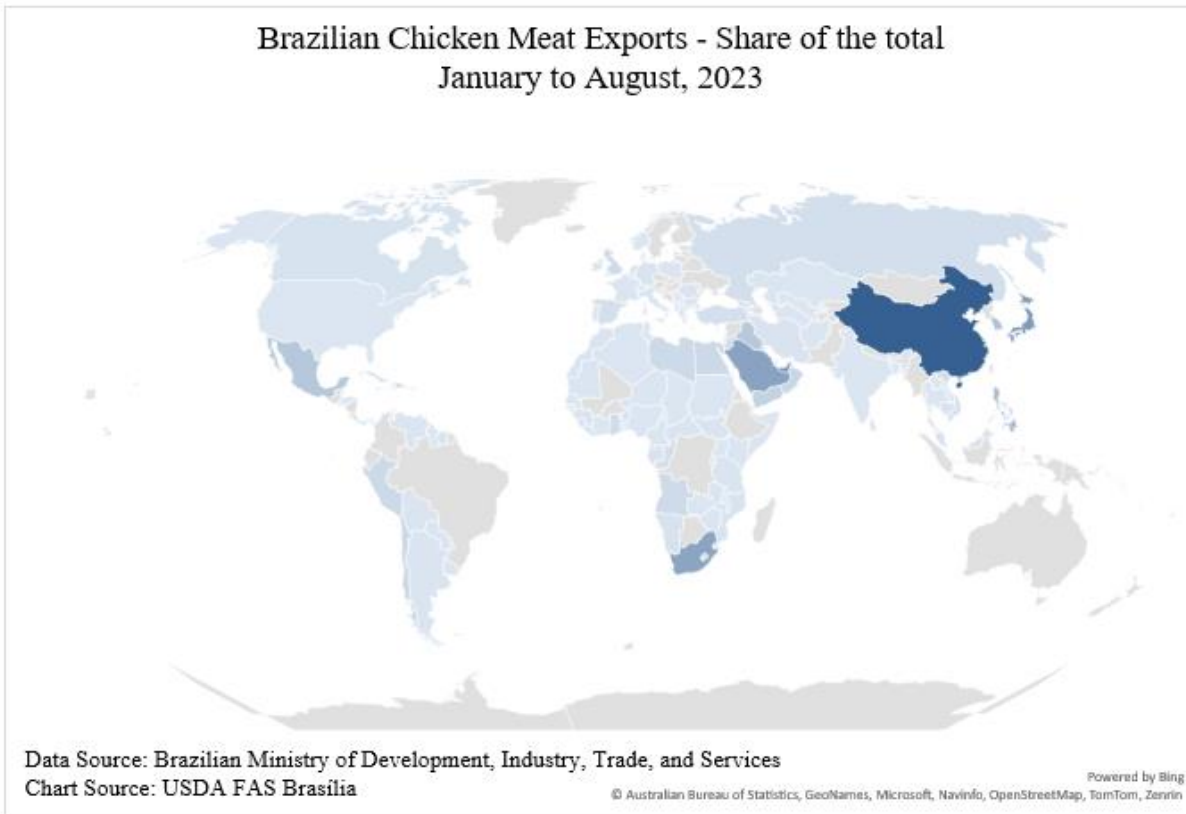 Brazilian Chicken Meat Exports - Share of the total
January to August, 2023
Data Source: Brazilian Ministry of Development, Industry, Trade, and Services
Chart Source: USDA FAS Brasília
Powered by Bing
© Australian Bureau of Statistics, GeoNames, Microsoft, Navinfo, OpenStreetMap, TomTom, Zenrin